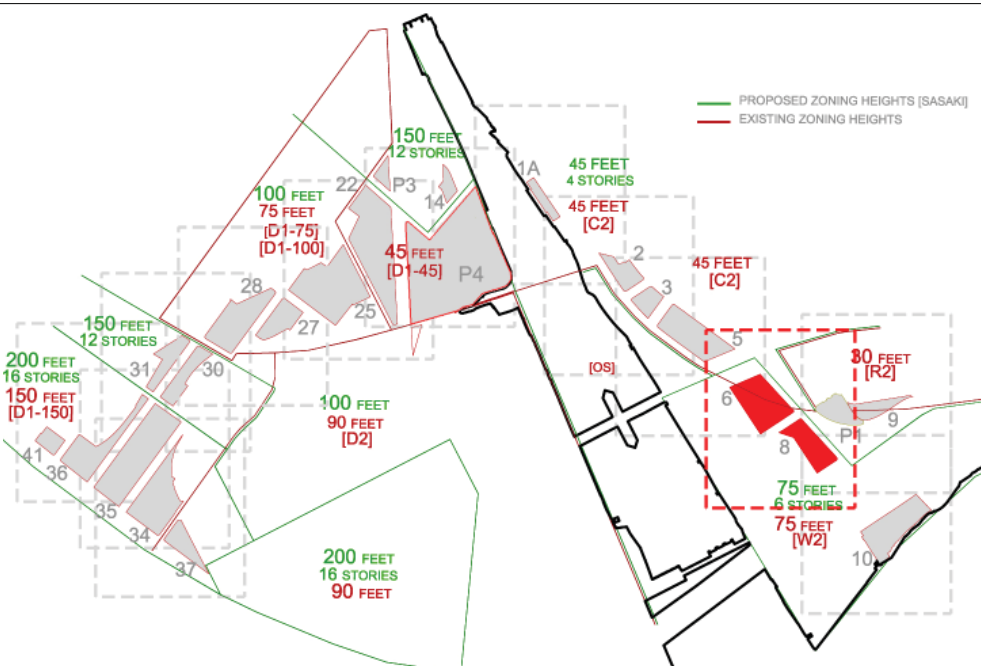 PROPOSED ZONING HEIGHTS [SASAKI]
EXISTING ZONING HEIGHTS
150 FEET
12 STORIES
1A
45 FEET
4 STORIES
45 FEET
[C2]
22
P3
14
100 FEET
75 FEET
[D1-75]
[D1-100]
45 FEET
[D1-45]
P4
2
3
45 FEET
[C2]
28
27
25
5
150 FEET
12 STORIES
31
30
200 FEET
16 STORIES
150 FEET
[D1-150]
[OS]
30 FEET
[R2]
6
9
P1
8
100 FEET
90 FEET
[D2]
41
36
35
34
37
75 FEET
6 STORIES
75 FEET
[W2]
10
200 FEET
16 STORIES
90 FEET